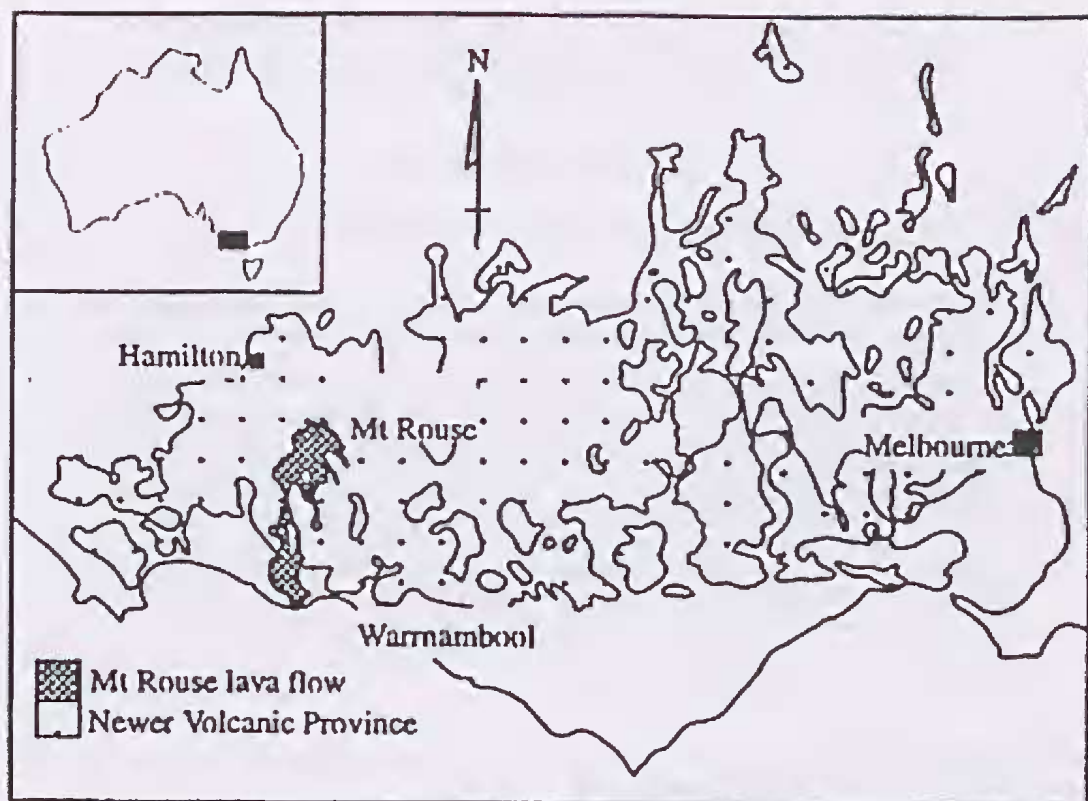 N
Hamilton
Mt Rouse
Melbourne
Warrnambool
Mt Rouse lava flow
Newer Volcanic Province